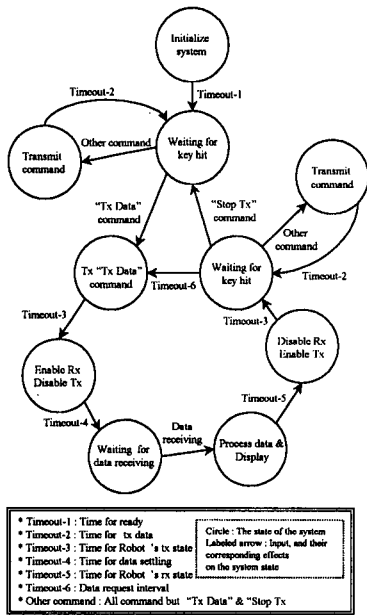 Initialize
system
Timeout-1
Timeout-2
Waiting for
key hit
Other command
Transmit
command
Transmit
command
"Tx Data"
command
"Stop Tx"
command
Other
command
Tx "Tx Data"
command
Waiting for
key hit
Timeout-6
Timeout-2
Timeout-3
Timeout-3
Disable Rx
Enable Tx
Enable Rx
Disable Tx
Timeout-4
Timeout-5
Waiting for
data receiving
Data
receiving
Process data &
Display
* Timeout-1 : Time for ready
* Timeout-2 : Time for tx data
* Timeout-3 : Time for Robot 's tx state
* Timeout-4 : Time for data settling
* Timeout-5 : Time for Robot 's rx state
* Timeout-6 : Data request interval
* Other command : All command but "Tx Data" & "Stop Tx
Circle : The state of the system
Labeled arrow : Input, and their
corresponding effects
on the system state